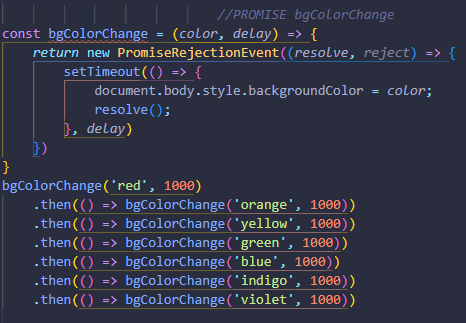 //PROMISE bgColorChange
const bgColorChange = (color, delay) => {
return new PromiseRejectionEvent((resolve, reject) => {
setTimeout(() => {
document.body.style.backgroundColor = color;
resolve();
}, delay)
})
}
bgColorChange('red', 1000)
.then(() => bgColorChange('orange', 1000))
.then(() => bgColorChange('yellow', 1000))
.then(() => bgColorChange('green', 1000))
.then(() => bgColorChange('blue', 1000))
.then(() => bgColorChange('indigo', 1000))
.then(() => bgColorChange('violet', 1000))